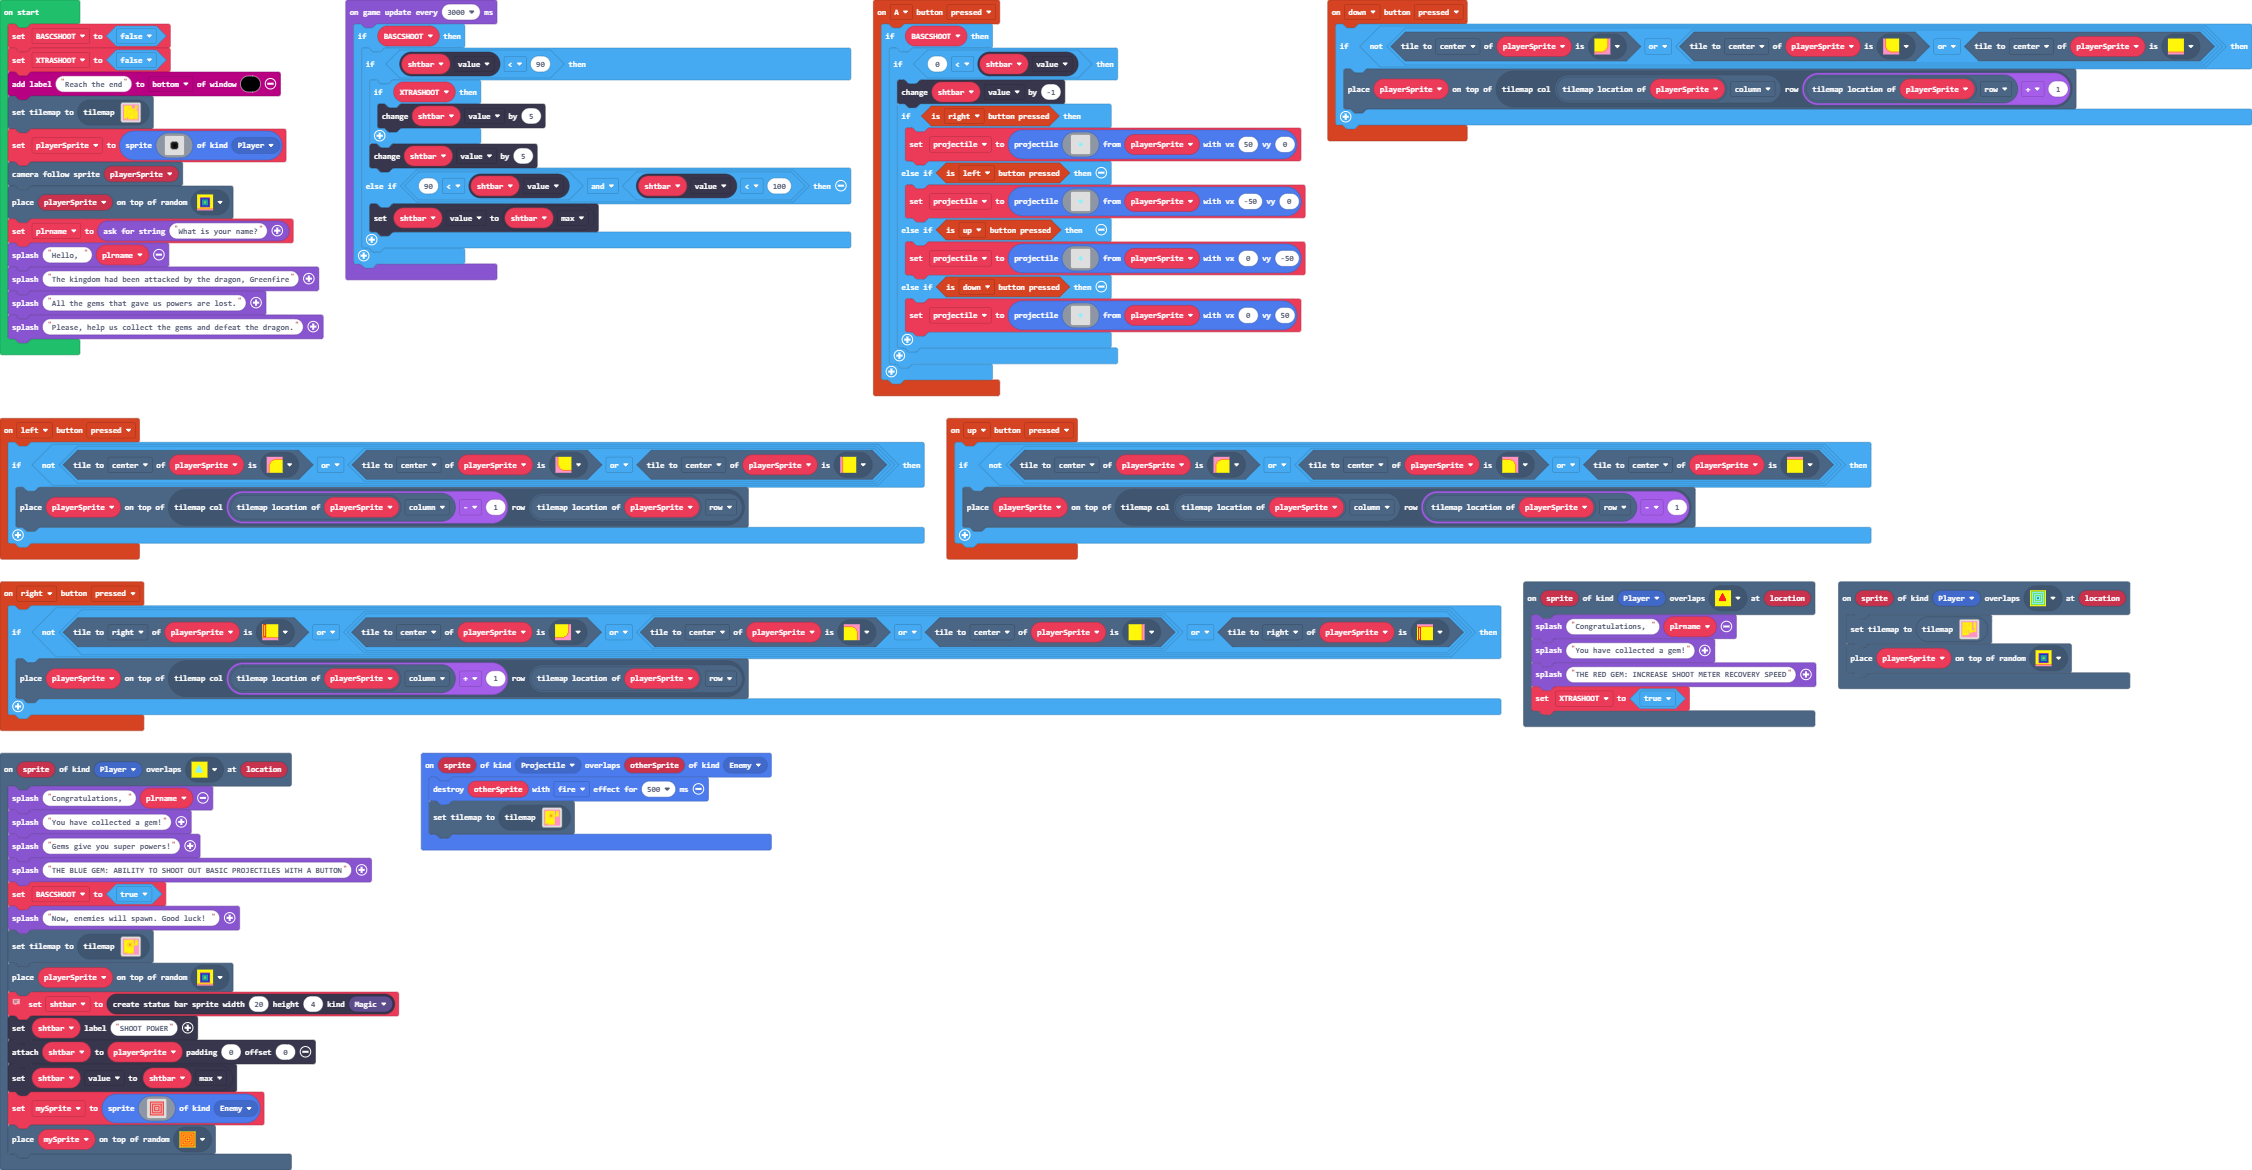 on start
set BASCSHOOT to false
set XTRASHOOT to false
add label "Reach the end" to bottom of window
set tilemap to tilemap
set playerSprite to sprite of kind Player
camera follow sprite playerSprite
place playerSprite on top of random
set plrname to ask for string "What is your name?"
splash "Hello, " plrname
splash "The kingdom had been attacked by the dragon, Greenfire"
splash "All the gems that gave us powers are lost."
splash "Please, help us collect the gems and defeat the dragon."
on game update every 3000 ms
if BASCSHOOT then
if shtbar value < 90 then
if XTRASHOOT then
change shtbar value by 5
change shtbar value by 5
else if 90 < shtbar value and shtbar value < 100 then
set shtbar value to shtbar max
on A button pressed
if BASCSHOOT then
if 0 < shtbar value then
change shtbar value by -1
if is right button pressed then
set projectile to projectile from playerSprite with vx 50 vy 0
else if is left button pressed then
set projectile to projectile from playerSprite with vx -50 vy 0
else if is up button pressed then
set projectile to projectile from playerSprite with vx 0 vy -50
else if is down button pressed then
set projectile to projectile from playerSprite with vx 0 vy 50
on down button pressed
if not tile to center of playerSprite is or tile to center of playerSprite is or tile to center of playerSprite is then
place playerSprite on top of tilemap col tilemap location of playerSprite column row tilemap location of playerSprite row + 1
on left button pressed
if not tile to center of playerSprite is or tile to center of playerSprite is or tile to center of playerSprite is then
place playerSprite on top of tilemap col tilemap location of playerSprite column - 1 row tilemap location of playerSprite row
on up button pressed
if not tile to center of playerSprite is or tile to center of playerSprite is or tile to center of playerSprite is then
place playerSprite on top of tilemap col tilemap location of playerSprite column row tilemap location of playerSprite row - 1
on right button pressed
if not tile to right of playerSprite is or tile to center of playerSprite is or tile to center of playerSprite is or tile to center of playerSprite is or tile to right of playerSprite is then
place playerSprite on top of tilemap col tilemap location of playerSprite column + 1 row tilemap location of playerSprite row
on sprite of kind Player overlaps at location
splash "Congratulations, " plrname
splash "You have collected a gem!"
splash "THE RED GEM: INCREASE SHOOT METER RECOVERY SPEED"
set XTRASHOOT to true
on sprite of kind Player overlaps at location
set tilemap to tilemap
place playerSprite on top of random
on sprite of kind Player overlaps at location
splash "Congratulations, " plrname
splash "You have collected a gem!"
splash "Gems give you super powers!"
splash "THE BLUE GEM: ABILITY TO SHOOT OUT BASIC PROJECTILES WITH A BUTTON"
set BASCSHOOT to true
splash "Now, enemies will spawn. Good luck! "
set tilemap to tilemap
place playerSprite on top of random
set shtbar to create status bar sprite width 20 height 4 kind Magic
set shtbar label "SHOOT POWER"
attach shtbar to playerSprite padding 0 offset 0
set shtbar value to shtbar max
set mySprite to sprite of kind Enemy
place mySprite on top of random
on sprite of kind Projectile overlaps otherSprite of kind Enemy
destroy otherSprite with fire effect for 500 ms
set tilemap to tilemap